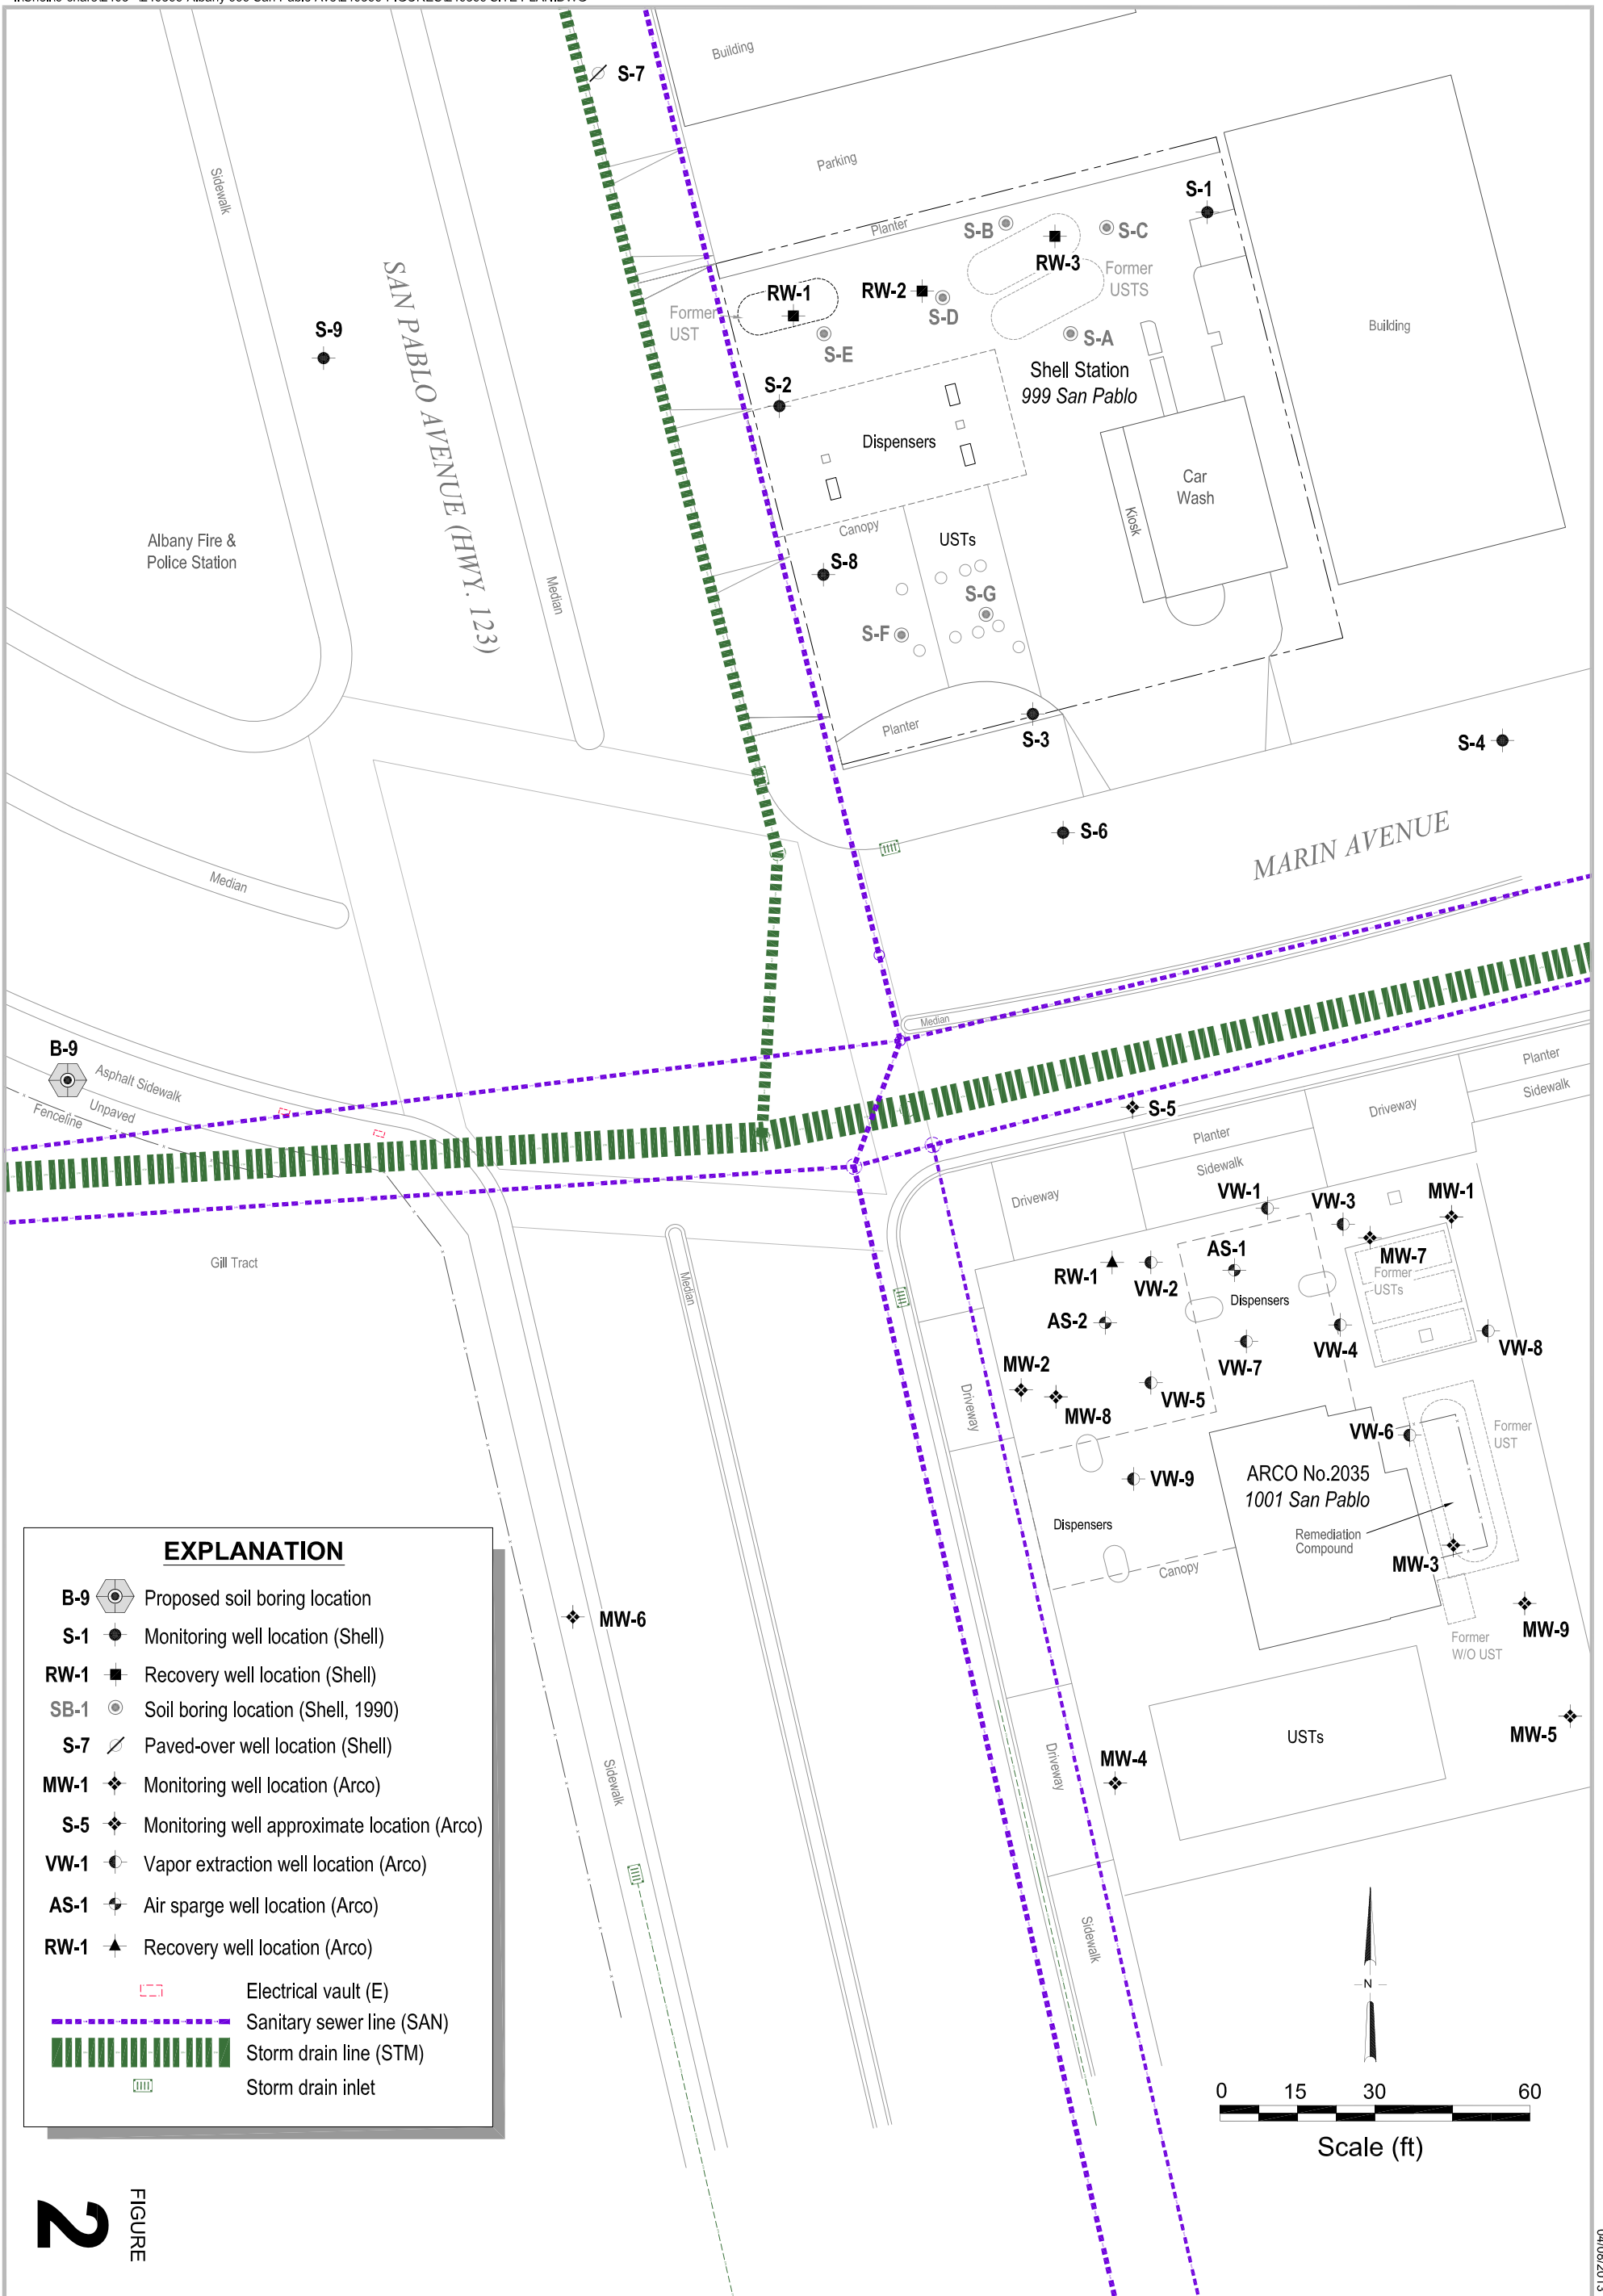 Building
S-7
Parking
Sidewalk
S-1
Planter
S-B
S-C
RW-3
Former
USTS
SAN PABLO AVENUE (HWY. 123)
RW-1
RW-2
S-D
Former
UST
S-E
S-A
Building
S-9
Shell Station
999 San Pablo
S-2
Dispensers
Car
Wash
Kiosk
Canopy
USTs
Albany Fire &
Police Station
Median
S-8
S-G
S-F
Planter
S-3
S-4
S-6
MARIN AVENUE
Median
Median
B-9
Asphalt Sidewalk
Unpaved
Fenceline
Planter
Sidewalk
S-5
Driveway
Planter
Sidewalk
Driveway
VW-1
VW-3
MW-1
MW-7
Gill Tract
AS-1
RW-1
VW-2
Former
USTs
Median
Dispensers
AS-2
VW-4
VW-8
VW-7
MW-2
VW-5
MW-8
Driveway
VW-6
Former
UST
ARCO No.2035
1001 San Pablo
VW-9
Dispensers
Remediation
Compound
MW-3
Canopy
MW-9
MW-6
Former
W/O UST
USTs
MW-5
MW-4
Driveway
Sidewalk
Sidewalk
EXPLANATION
B-9 Proposed soil boring location
S-1 Monitoring well location (Shell)
RW-1 Recovery well location (Shell)
SB-1 Soil boring location (Shell, 1990)
S-7 Paved-over well location (Shell)
MW-1 Monitoring well location (Arco)
S-5 Monitoring well approximate location (Arco)
VW-1 Vapor extraction well location (Arco)
AS-1 Air sparge well location (Arco)
RW-1 Recovery well location (Arco)
Electrical vault (E)
Sanitary sewer line (SAN)
Storm drain line (STM)
Storm drain inlet
N
0 15 30 60
Scale (ft)
FIGURE
2